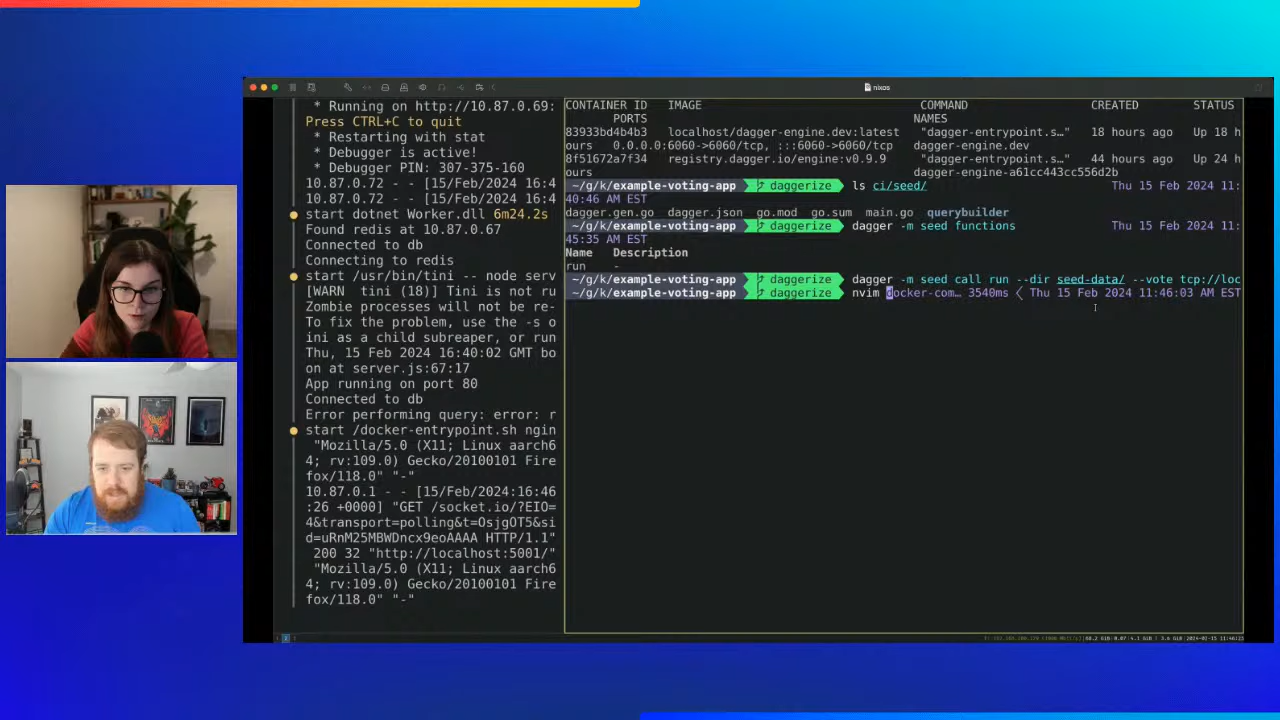 nixos
* Running on http://10.87.0.69:
Press CTRL+C to quit
* Restarting with stat
* Debugger is active!
* Debugger PIN: 307-375-160
10.87.0.72 - - [15/Feb/2024 16:4
10.87.0.72 - - [15/Feb/2024 16:4
start dotnet Worker.dll 6m24.2s
Found redis at 10.87.0.67
Connected to db
Connecting to redis
start /usr/bin/tini -- node serv
[WARN  tini (18)] Tini is not ru
Zombie processes will not be re-
To fix the problem, use the -s o
ini as a child subreaper, or run
Thu, 15 Feb 2024 16:40:02 GMT bo
on at server.js:67:17
App running on port 80
Connected to db
Error performing query: error: r
start /docker-entrypoint.sh ngin
"Mozilla/5.0 (X11; Linux aarch6
4; rv:109.0) Gecko/20100101 Fire
fox/118.0" "-"
10.87.0.1 - - [15/Feb/2024:16:46
:26 +0000] "GET /socket.io/?EIO=
4&transport=polling&t=OsjgOT5&si
d=uRnM25MBWDncx9eoAAAA HTTP/1.1"
200 32 "http://localhost:5001/"
"Mozilla/5.0 (X11; Linux aarch6
4; rv:109.0) Gecko/20100101 Fire
fox/118.0" "-"
CONTAINER ID   IMAGE   COMMAND   CREATED   STATUS
PORTS   NAMES
83933bd4b4b3   localhost/dagger-engine.dev:latest   "dagger-entrypoint.s…"   18 hours ago   Up 18 h
ours   0.0.0.0:6060->6060/tcp, :::6060->6060/tcp   dagger-engine.dev
8f51672a7f34   registry.dagger.io/engine:v0.9.9   "dagger-entrypoint.s…"   44 hours ago   Up 24 h
ours   dagger-engine-a61cc443cc556d2b
~/g/k/example-voting-app daggerize ls ci/seed/ Thu 15 Feb 2024 11:
40:46 AM EST
dagger.gen.go  dagger.json  go.mod  go.sum  main.go  querybuilder
~/g/k/example-voting-app daggerize dagger -m seed functions Thu 15 Feb 2024 11:
45:35 AM EST
Name   Description
run    -
~/g/k/example-voting-app daggerize dagger -m seed call run --dir seed-data/ --vote tcp://loc
~/g/k/example-voting-app daggerize nvim docker-com… 3540ms < Thu 15 Feb 2024 11:46:03 AM EST